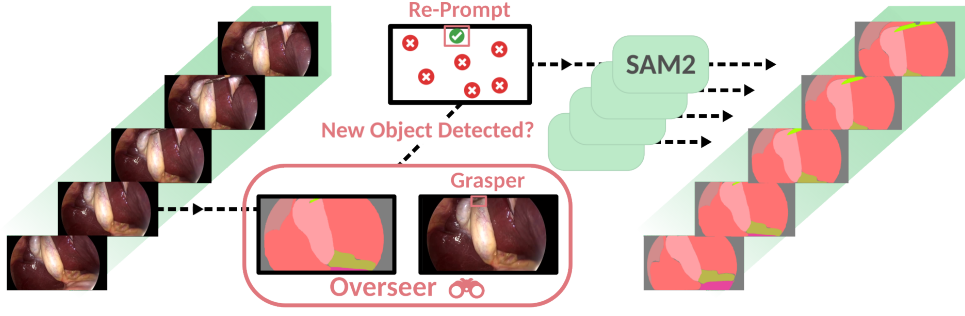 Re-Prompt
SAM2
New Object Detected?
Grasper
Overseer